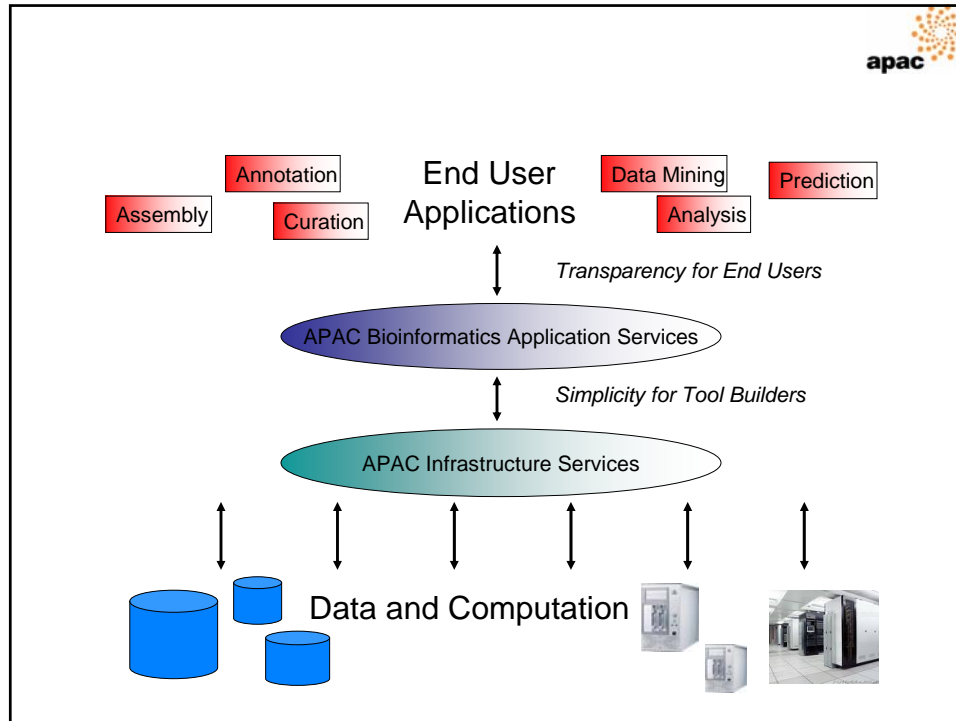 apac
End User
Applications
Annotation
Assembly
Curation
Data Mining
Analysis
Prediction
Transparency for End Users
APAC Bioinformatics Application Services
Simplicity for Tool Builders
APAC Infrastructure Services
Data and Computation